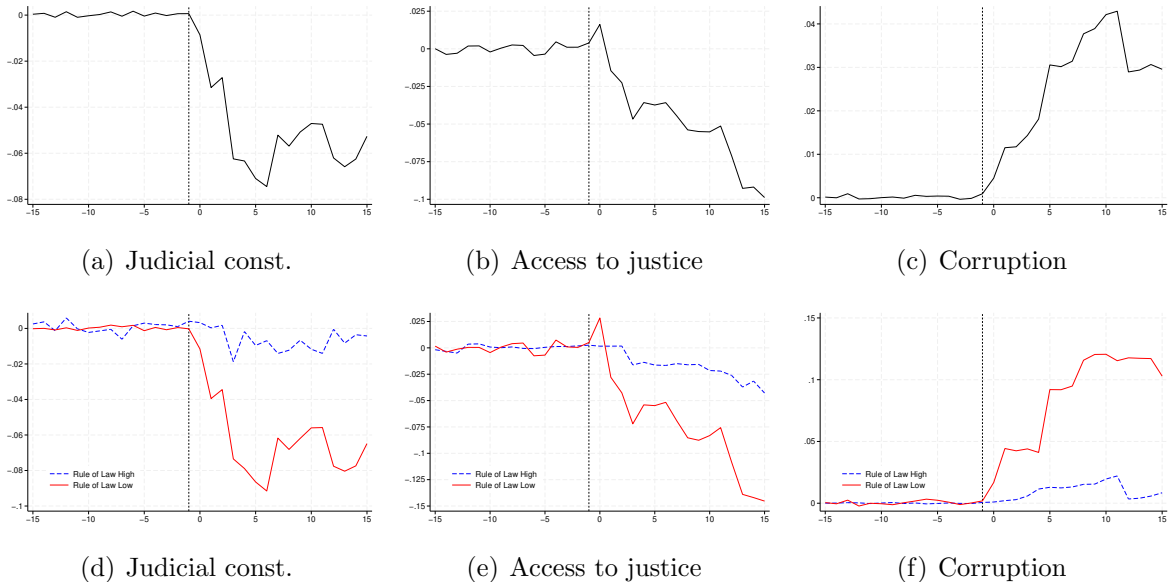 0
-.02
-.04
-.06
-.08
-15 -10 -5 0 5 10 15
(a) Judicial const.
.025
0
-.025
-.05
-.075
-.1
-15 -10 -5 0 5 10 15
(b) Access to justice
.04
.03
.02
.01
0
-15 -10 -5 0 5 10 15
(c) Corruption
0
-.02
-.04
-.06
-.08
-.1
Rule of Law High
Rule of Law Low
-15 -10 -5 0 5 10 15
(d) Judicial const.
.025
0
-.025
-.05
-.075
-.1
-.125
-.15
Rule of Law High
Rule of Law Low
-15 -10 -5 0 5 10 15
(e) Access to justice
.15
.1
.05
0
Rule of Law High
Rule of Law Low
-15 -10 -5 0 5 10 15
(f) Corruption